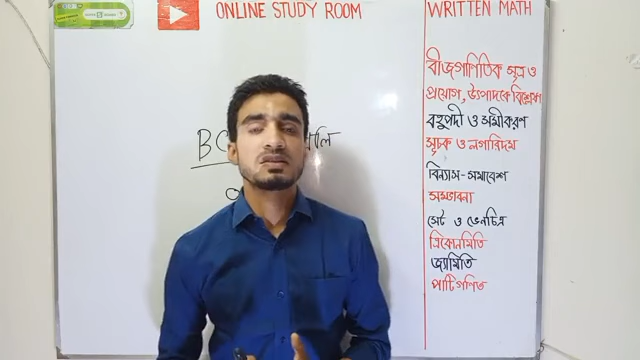 ONLINE STUDY ROOM
WRITTEN MATH
বীজগাণিতিক সূত্র ও
প্রয়োগ, উৎপাদকে বিশ্লেষণ
বহুপদী ও সমীকরণ
সূচক ও লগারিদম
বিন্যাস-সমাবেশ
সম্ভাবনা
সেট ও ভেনচিত্র
ত্রিকোনমিতি
জ্যামিতি
পাটিগণিত